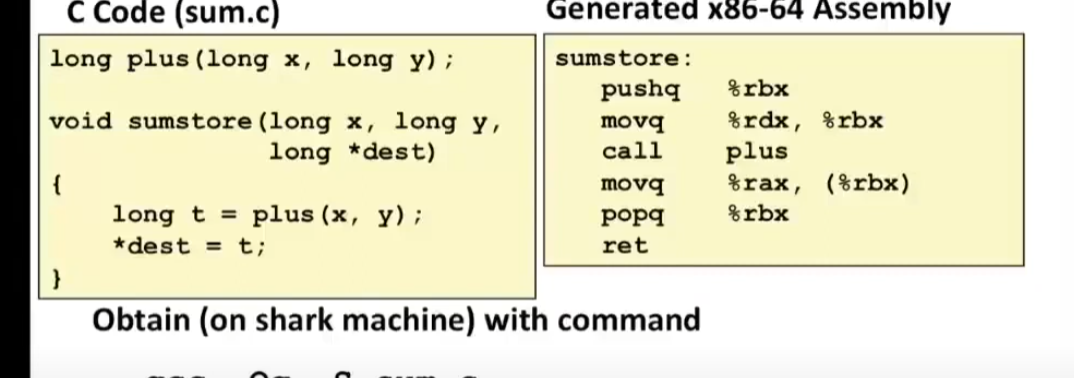 C Code (sum.c)
long plus(long x, long y);
void sumstore(long x, long y,
long *dest)
{
long t = plus(x, y);
*dest = t;
}
Generated x86-64 Assembly
sumstore:
pushq %rbx
movq %rdx, %rbx
call plus
movq %rax, (%rbx)
popq %rbx
ret
Obtain (on shark machine) with command